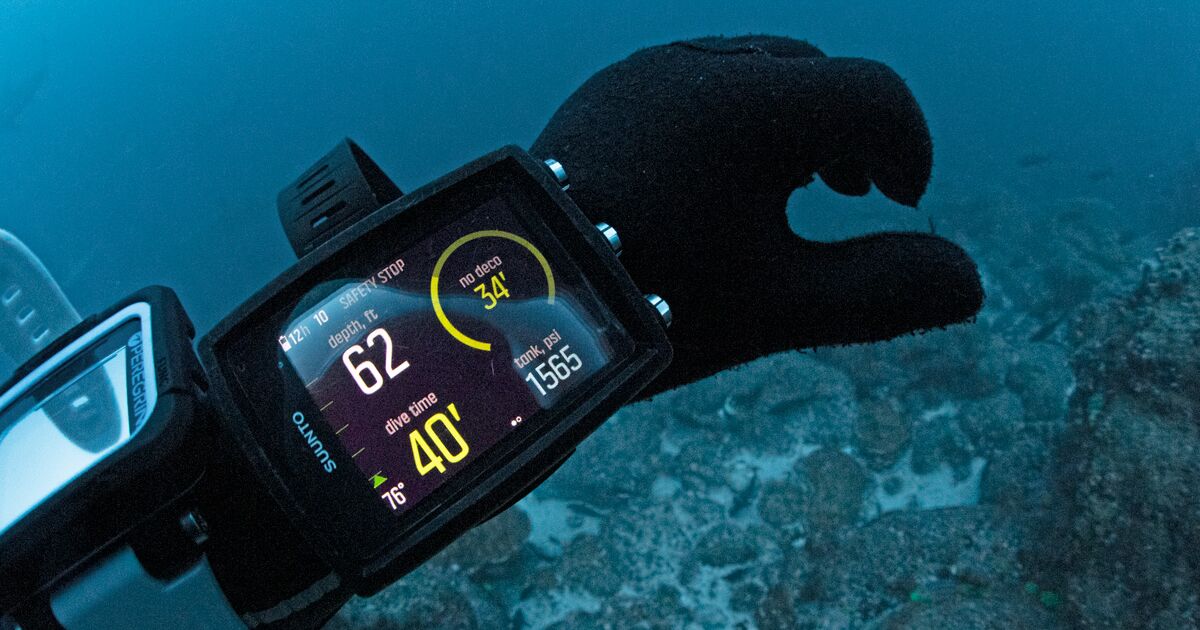 12h 10 SAFETY STOP
depth, ft
62
no deco
34'
tank, psi
1565
dive time
40'
76°
SUUNTO
PEREGRINE